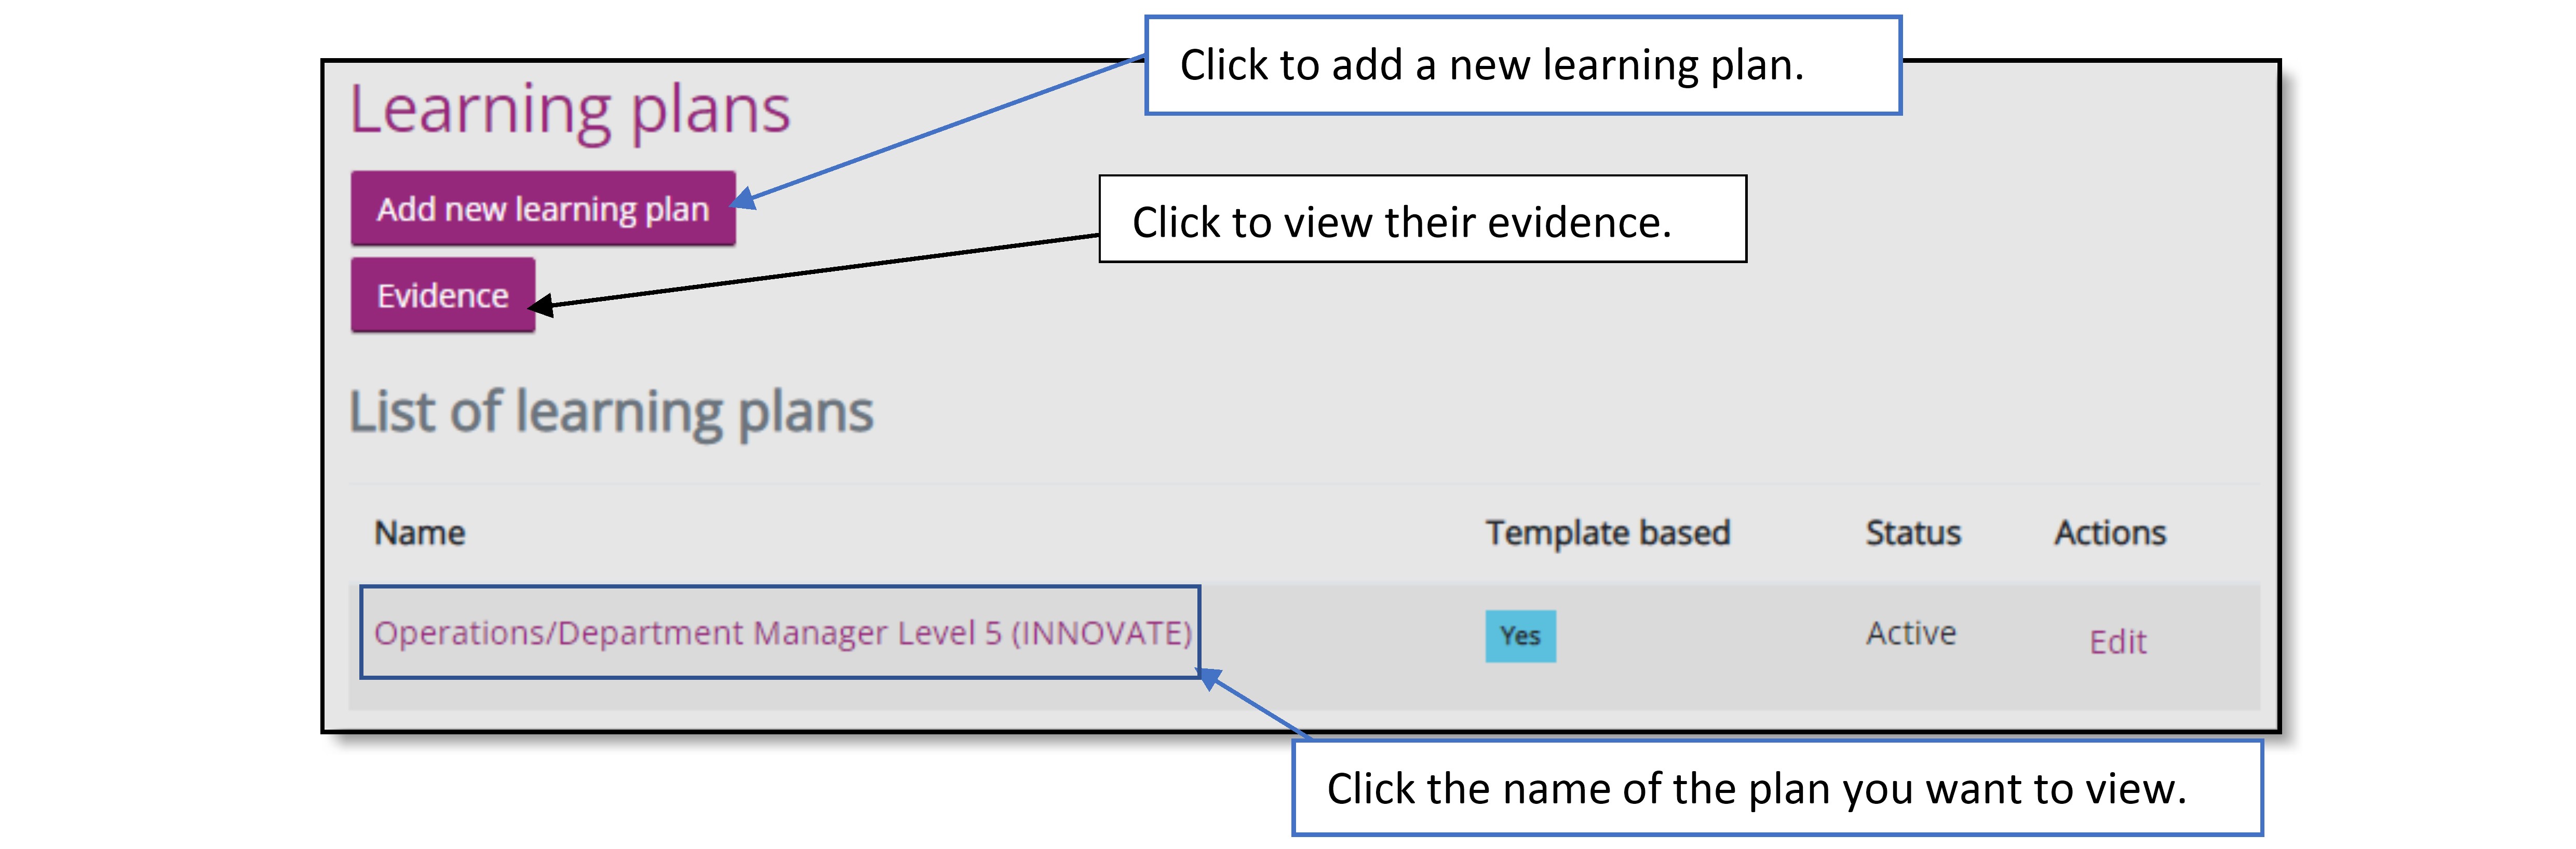 Click to add a new learning plan.
Learning plans
Add new learning plan
Click to view their evidence.
Evidence
List of learning plans
Name Template based Status Actions
Operations/Department Manager Level 5 (INNOVATE) Yes Active Edit
Click the name of the plan you want to view.